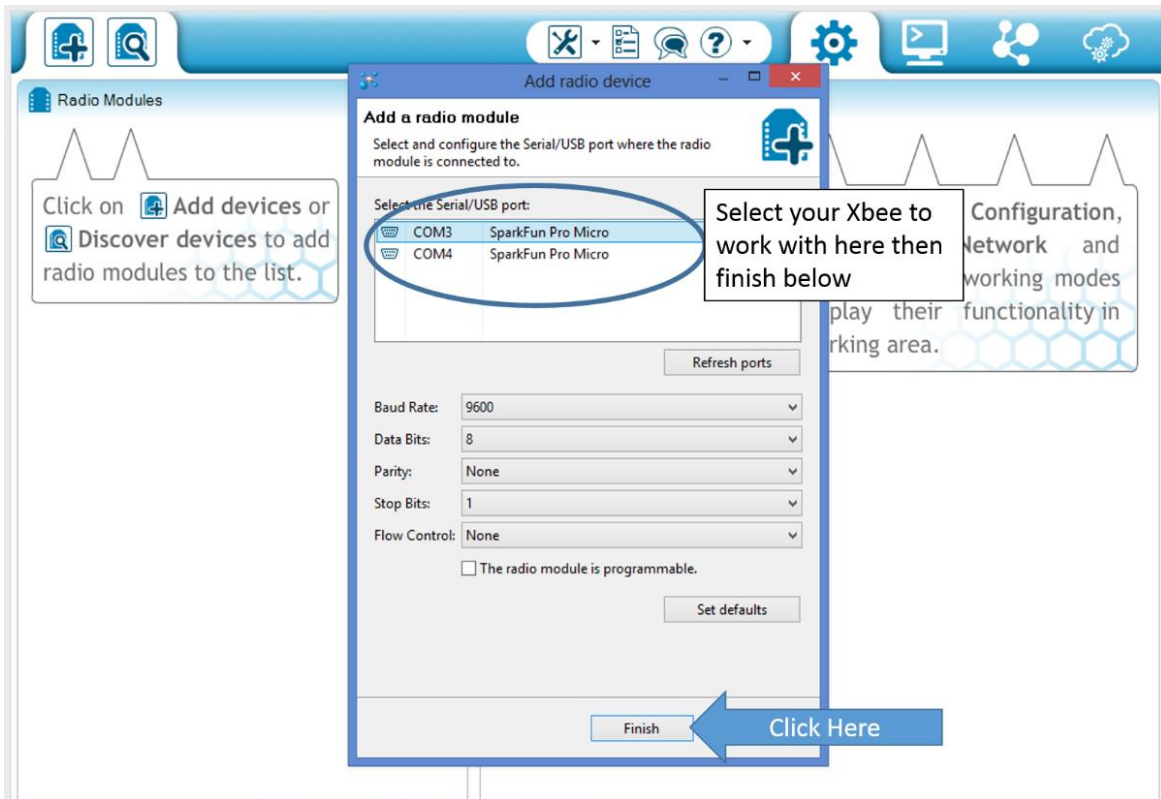 Radio Modules
Click on Add devices or
Discover devices to add
radio modules to the list.
Add radio device
Add a radio module
Select and configure the Serial/USB port where the radio
module is connected to.
Select the Serial/USB port:
COM3 SparkFun Pro Micro
COM4 SparkFun Pro Micro
Select your Xbee to
work with here then
finish below
Configuration,
Network and
working modes
play their functionality in
rking area.
Refresh ports
Baud Rate: 9600
Data Bits: 8
Parity: None
Stop Bits: 1
Flow Control: None
The radio module is programmable.
Set defaults
Finish
Click Here